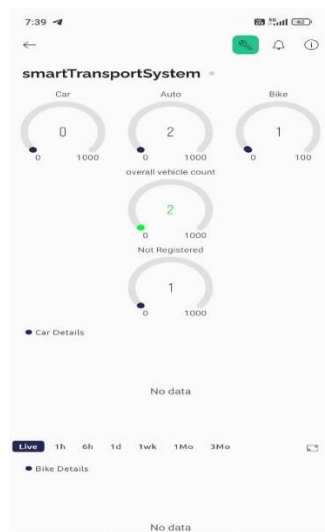 7:39
smartTransportSystem
Car Auto Bike
0 2 1
0 1000 0 1000 0 100
overall vehicle count
2
0 1000
Not Registered
1
0 1000
Car Details
No data
Live 1h 6h 1d 1wk 1Mo 3Mo
Bike Details
No data